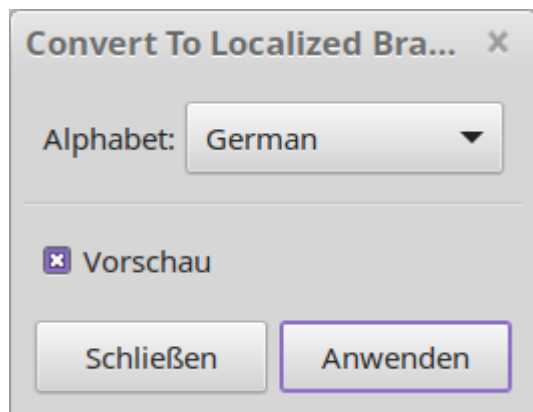 Convert To Localized Bra...
Alphabet: German
Vorschau
Schließen Anwenden